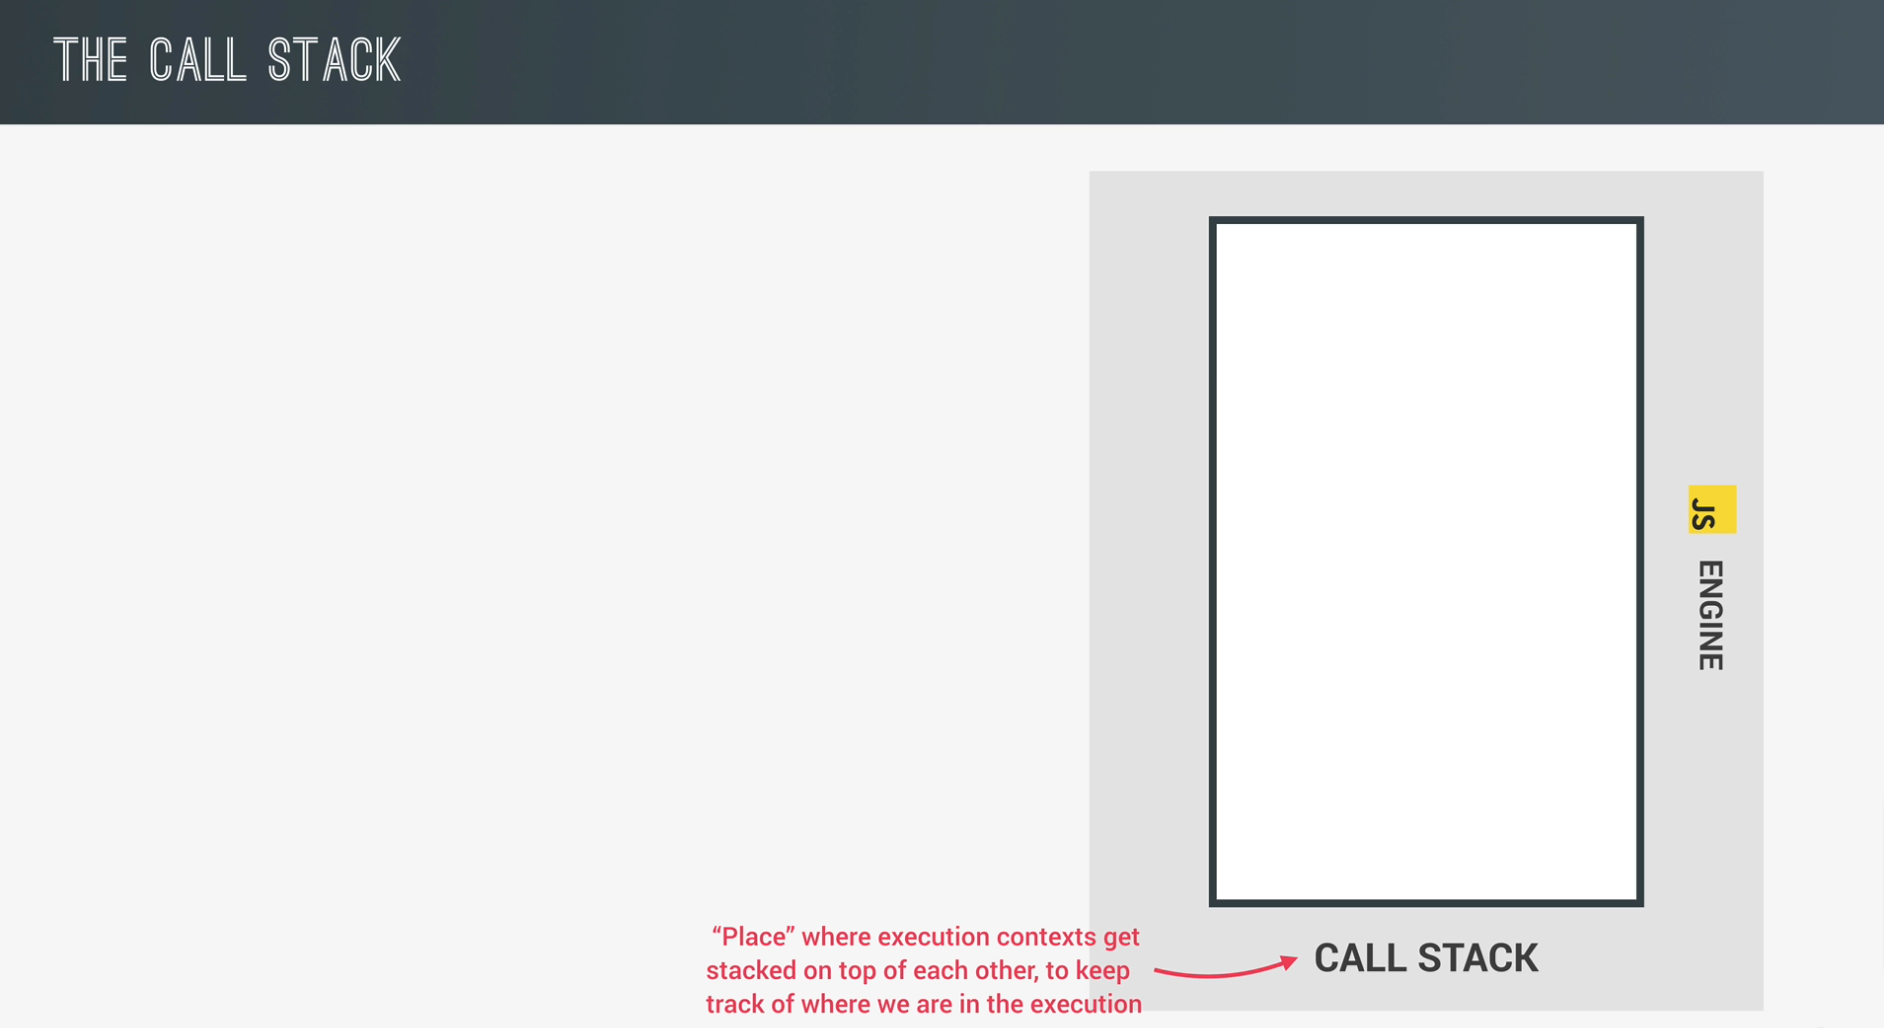 THE CALL STACK
JS
ENGINE
“Place” where execution contexts get
stacked on top of each other, to keep
track of where we are in the execution
CALL STACK